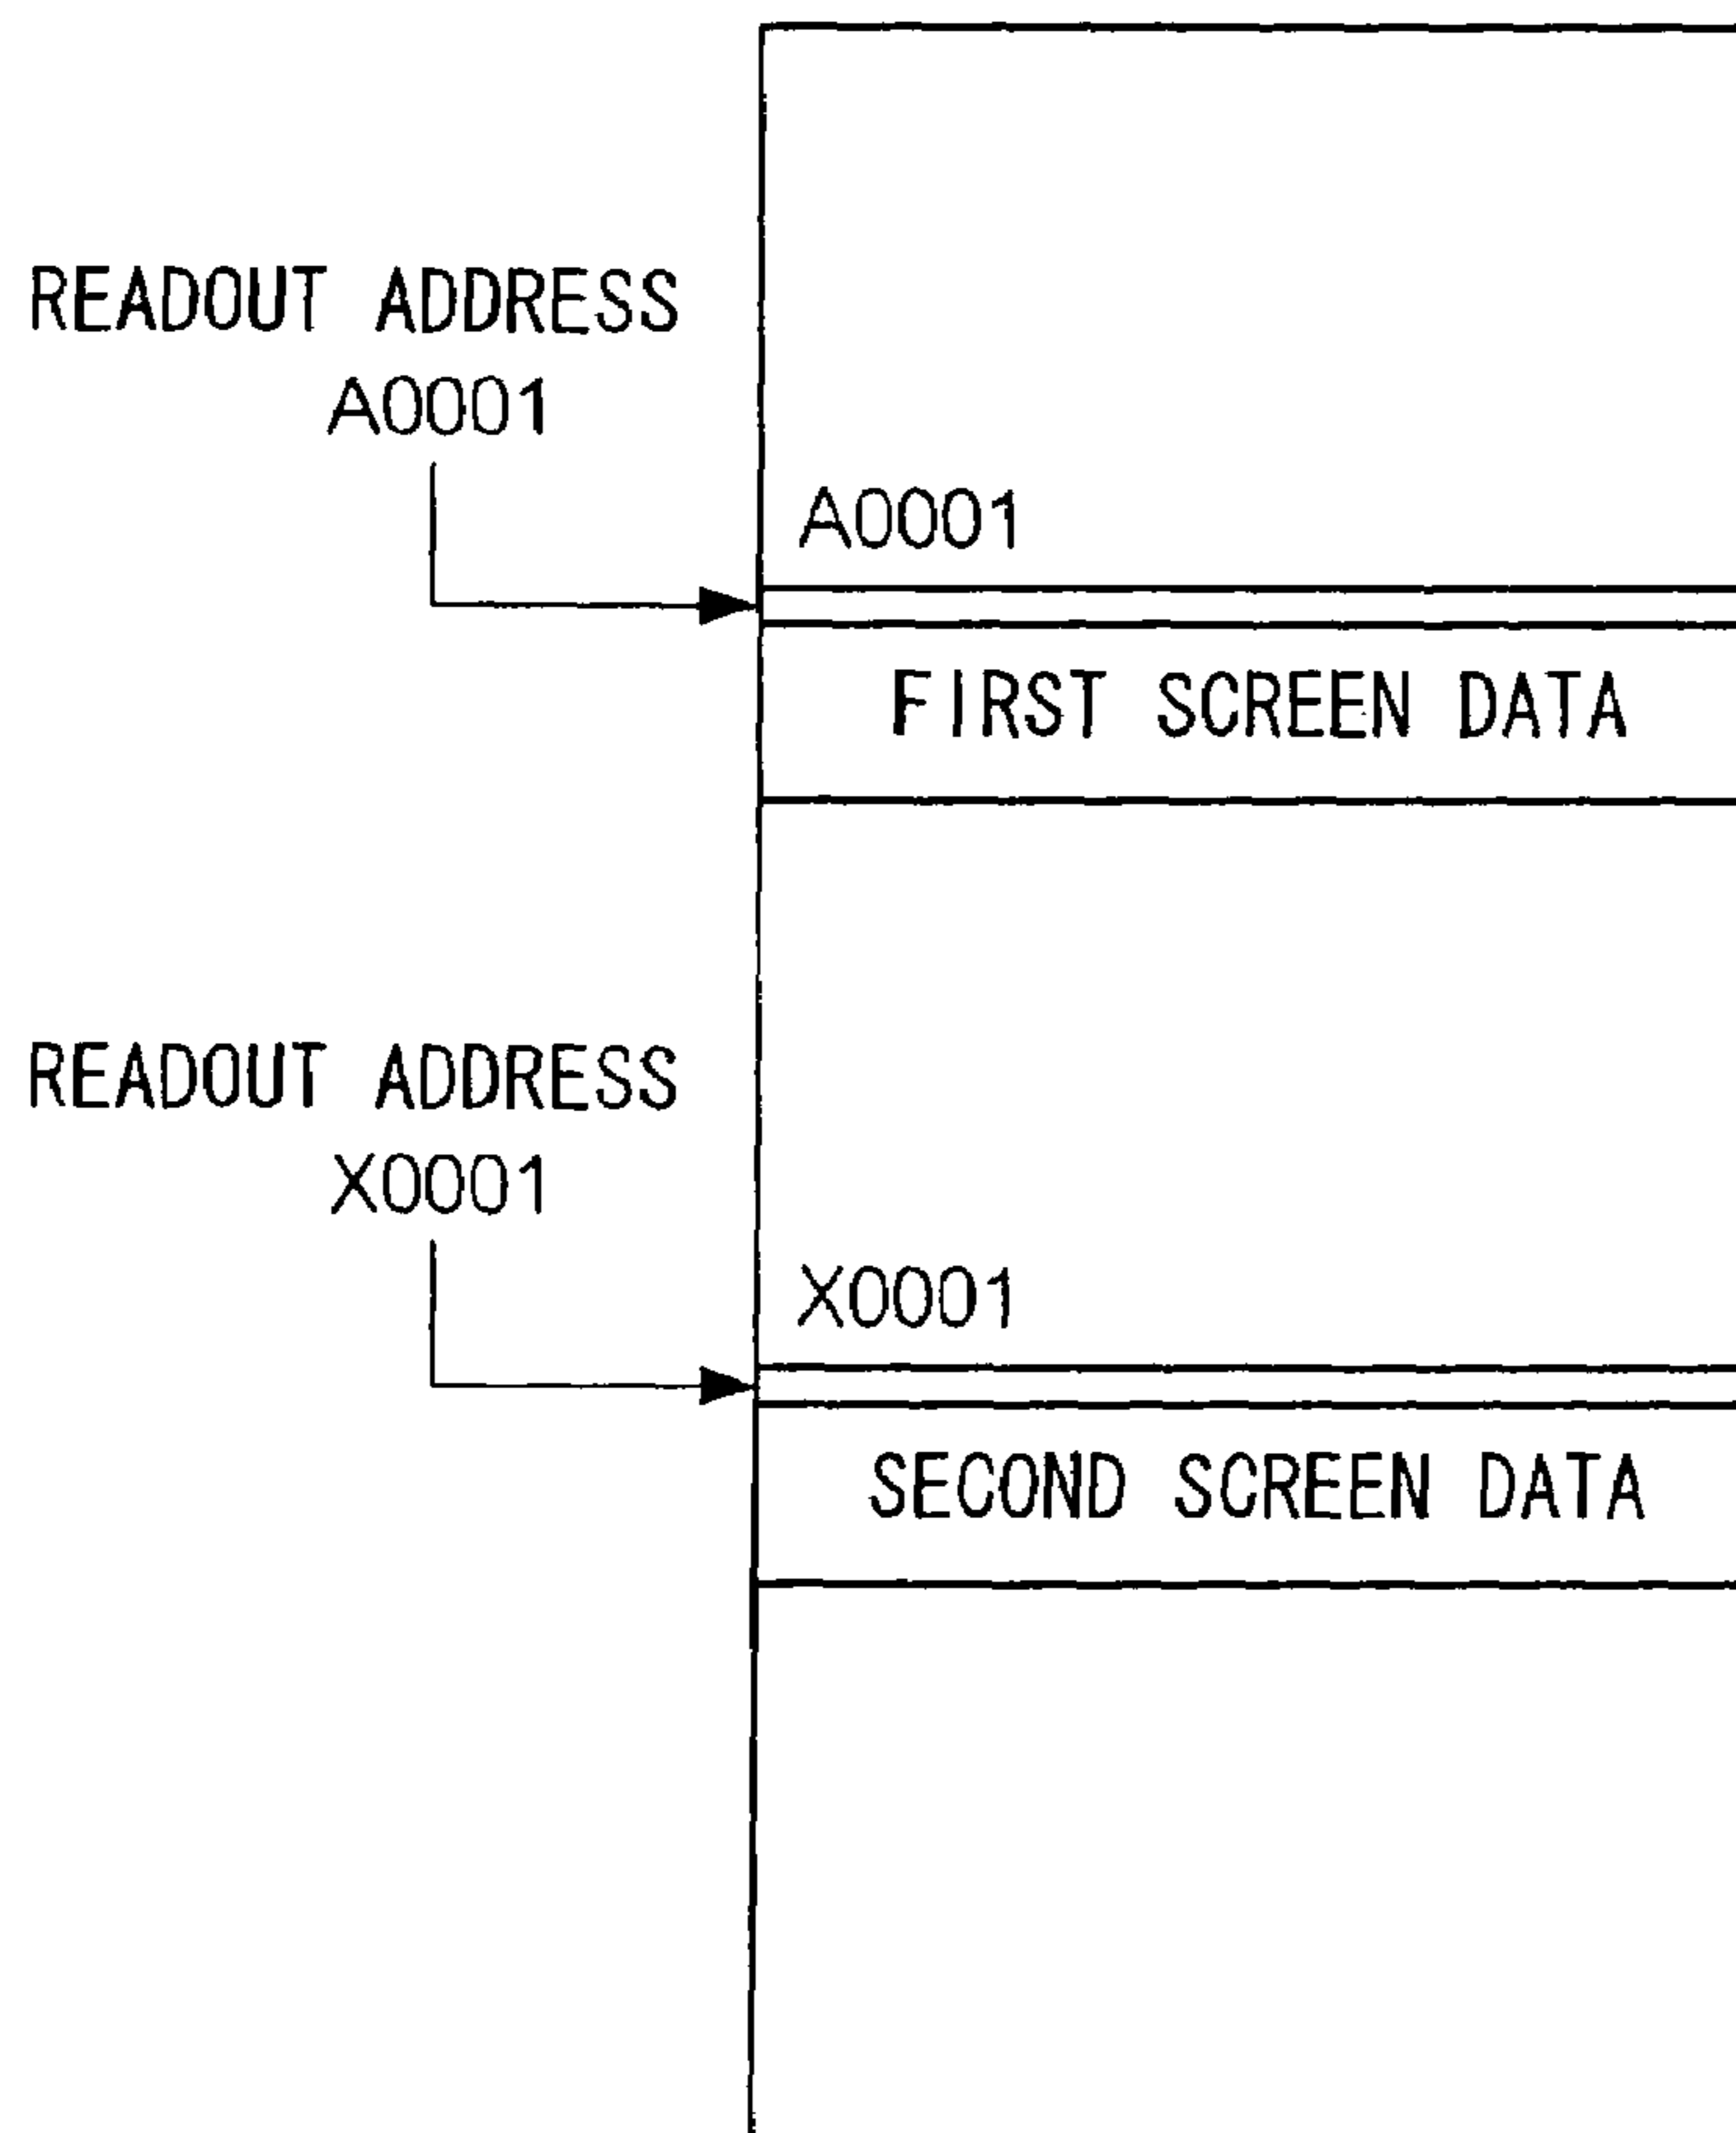 READOUT ADDRESS
A0001
A0001
FIRST SCREEN DATA
READOUT ADDRESS
X0001
X0001
SECOND SCREEN DATA